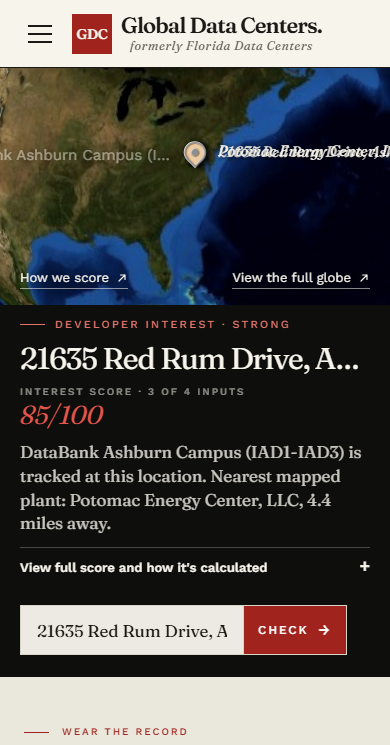 GDC
Global Data Centers.
formerly Florida Data Centers
nk Ashburn Campus (I...
How we score ↗
View the full globe ↗
DEVELOPER INTEREST · STRONG
21635 Red Rum Drive, A...
INTEREST SCORE · 3 OF 4 INPUTS
85/100
DataBank Ashburn Campus (IAD1-IAD3) is
tracked at this location. Nearest mapped
plant: Potomac Energy Center, LLC, 4.4
miles away.
View full score and how it's calculated +
21635 Red Rum Drive, A
CHECK →
WEAR THE RECORD